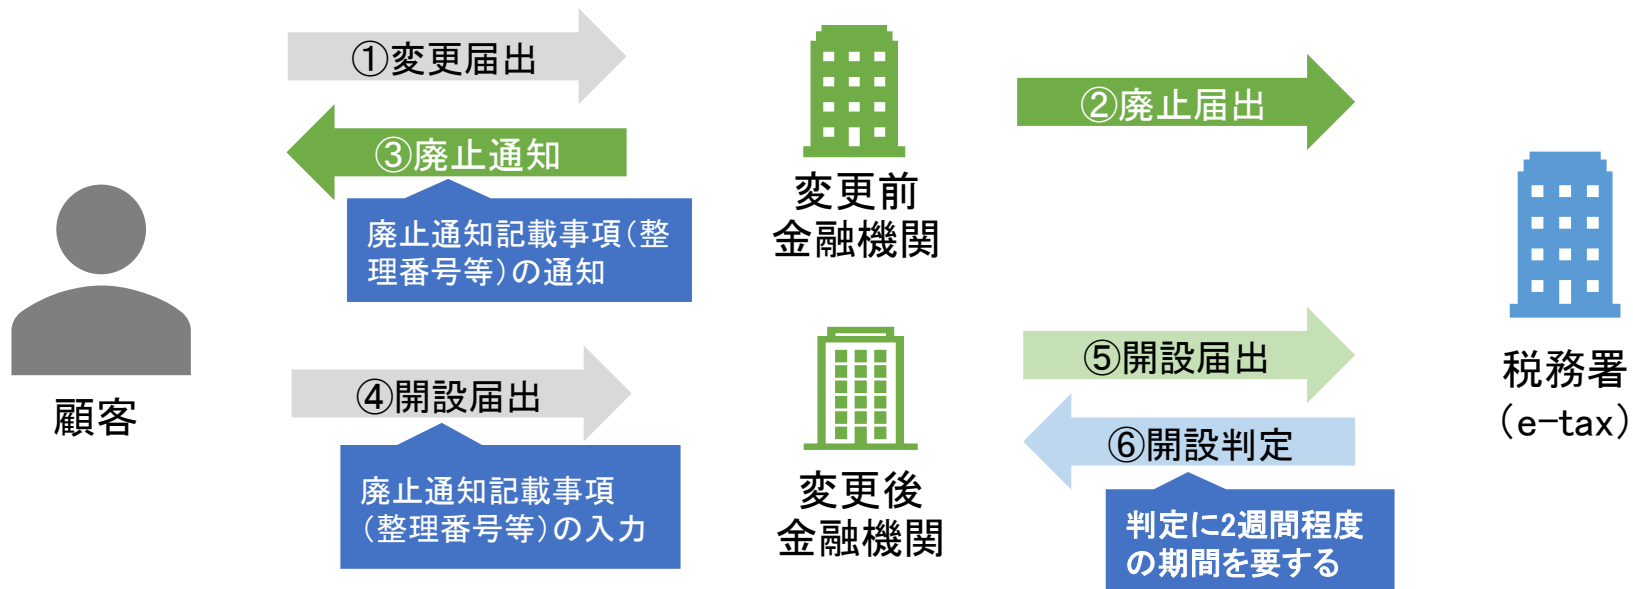 ①変更届出
②廃止届出
③廃止通知
廃止通知記載事項(整
理番号等)の通知
変更前
金融機関
顧客
④開設届出
廃止通知記載事項
(整理番号等)の入力
変更後
金融機関
⑤開設届出
⑥開設判定
判定に2週間程度
の期間を要する
税務署
(e-tax)